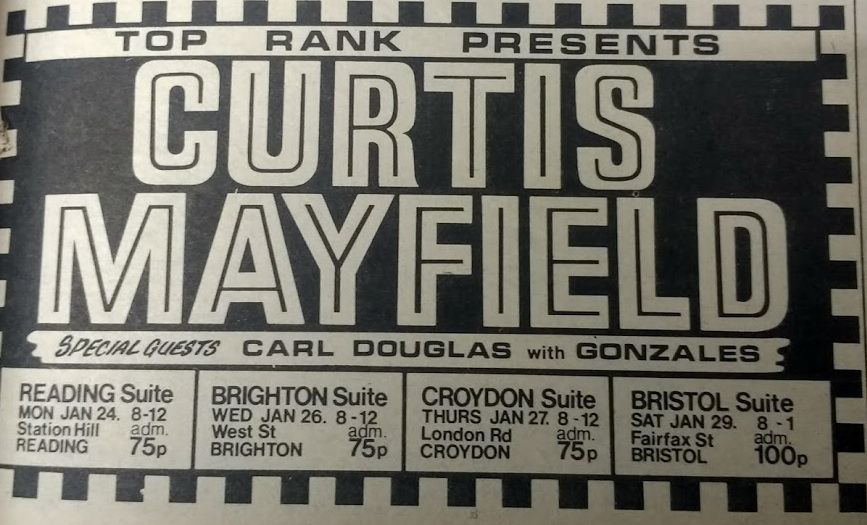 TOP RANK PRESENTS
CURTIS
MAYFIELD
SPECIAL GUESTS CARL DOUGLAS with GONZALES
READING Suite
MON JAN 24. 8-12
Station Hill adm.
READING 75p
BRIGHTON Suite
WED JAN 26. 8-12
West St adm.
BRIGHTON 75p
CROYDON Suite
THURS JAN 27. 8-12
London Rd adm.
CROYDON 75p
BRISTOL Suite
SAT JAN 29. 8-1
Fairfax St adm.
BRISTOL 100p